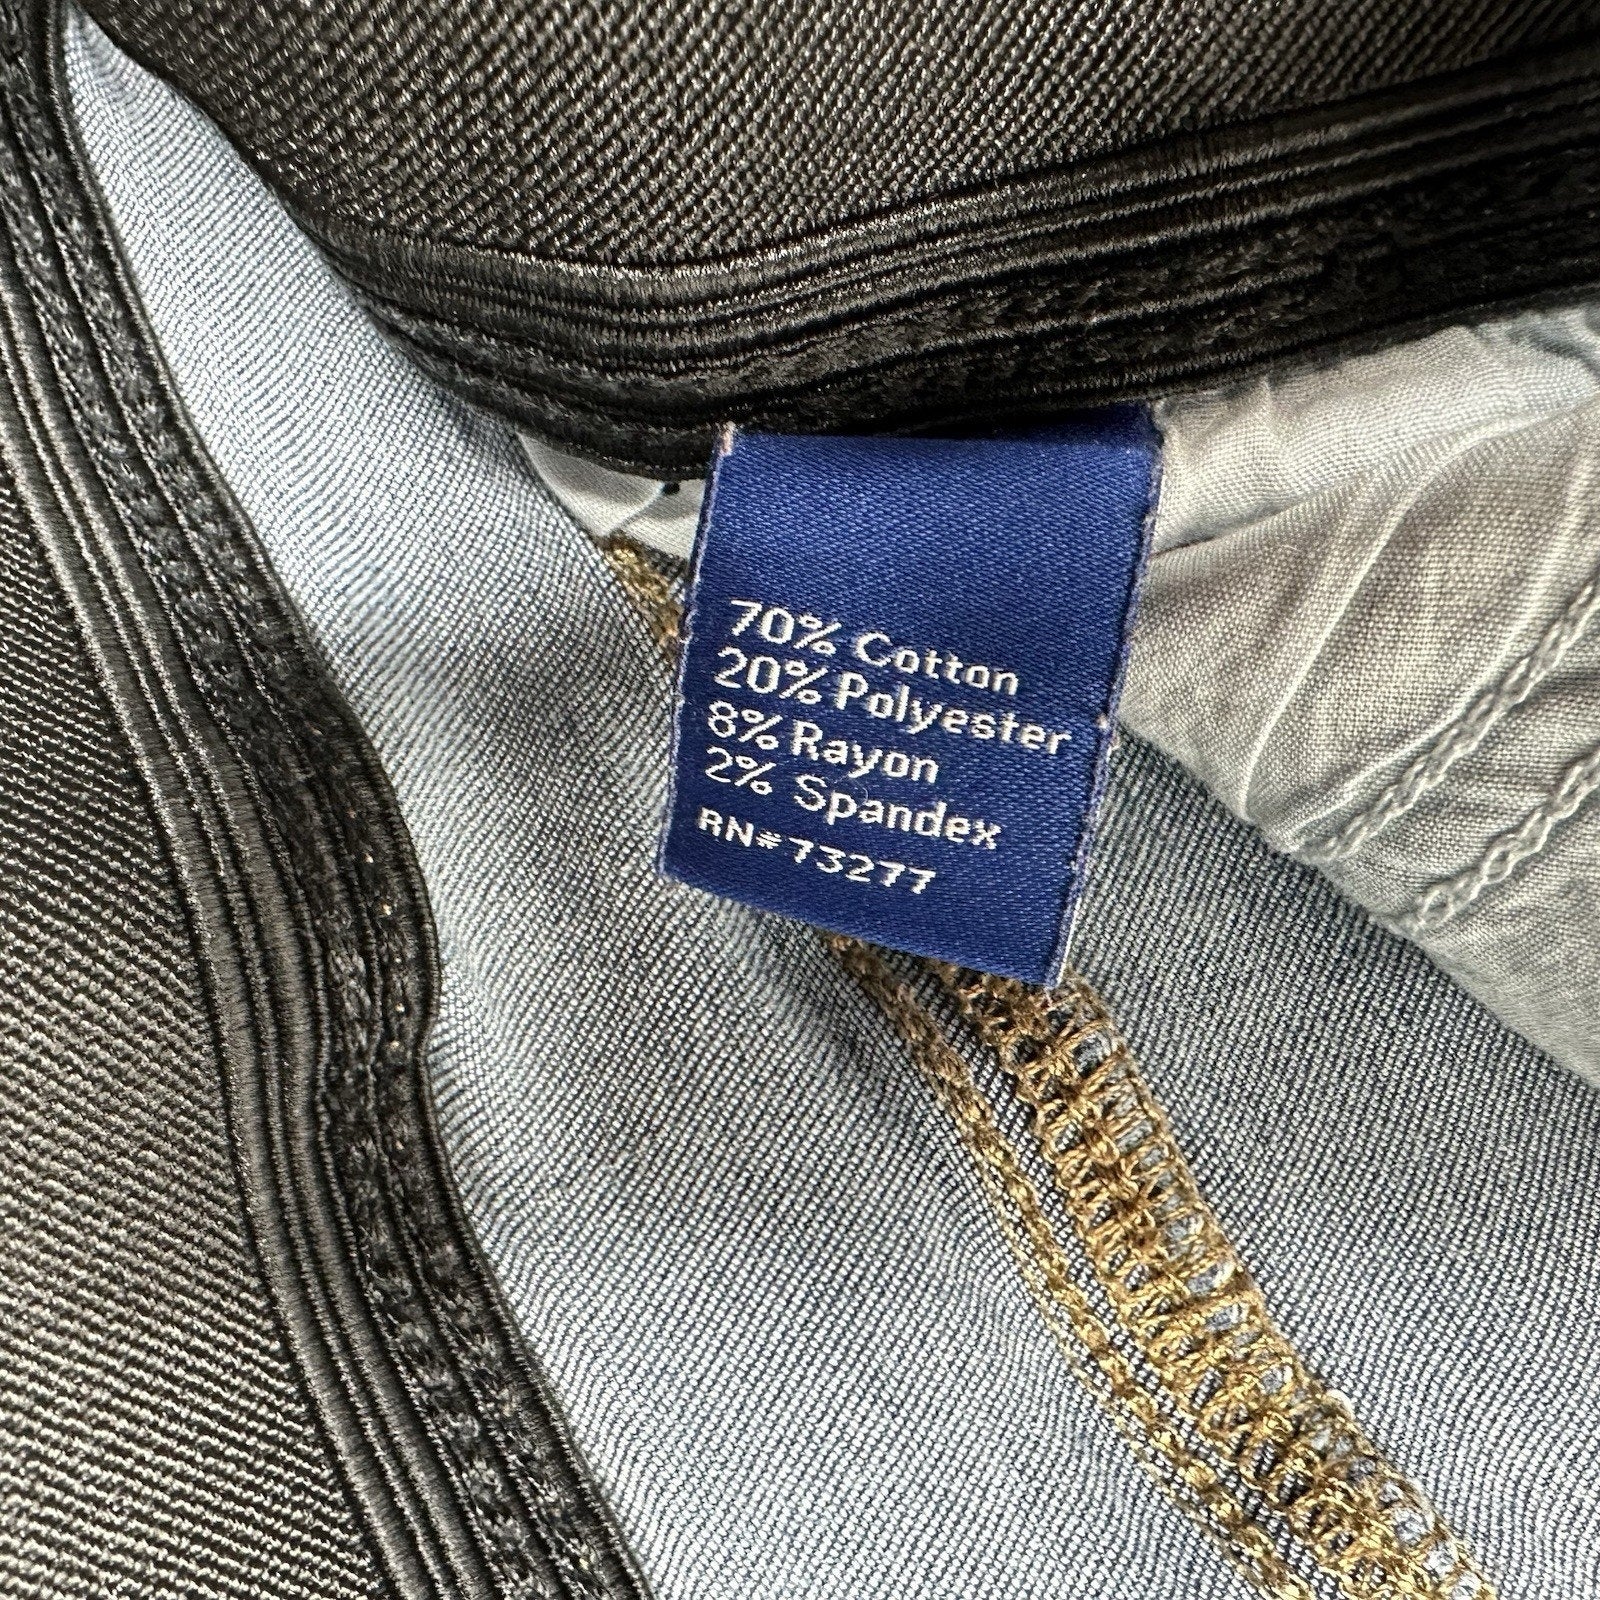 70% Cotton
20% Polyester
8% Rayon
2% Spandex
RN# 73277